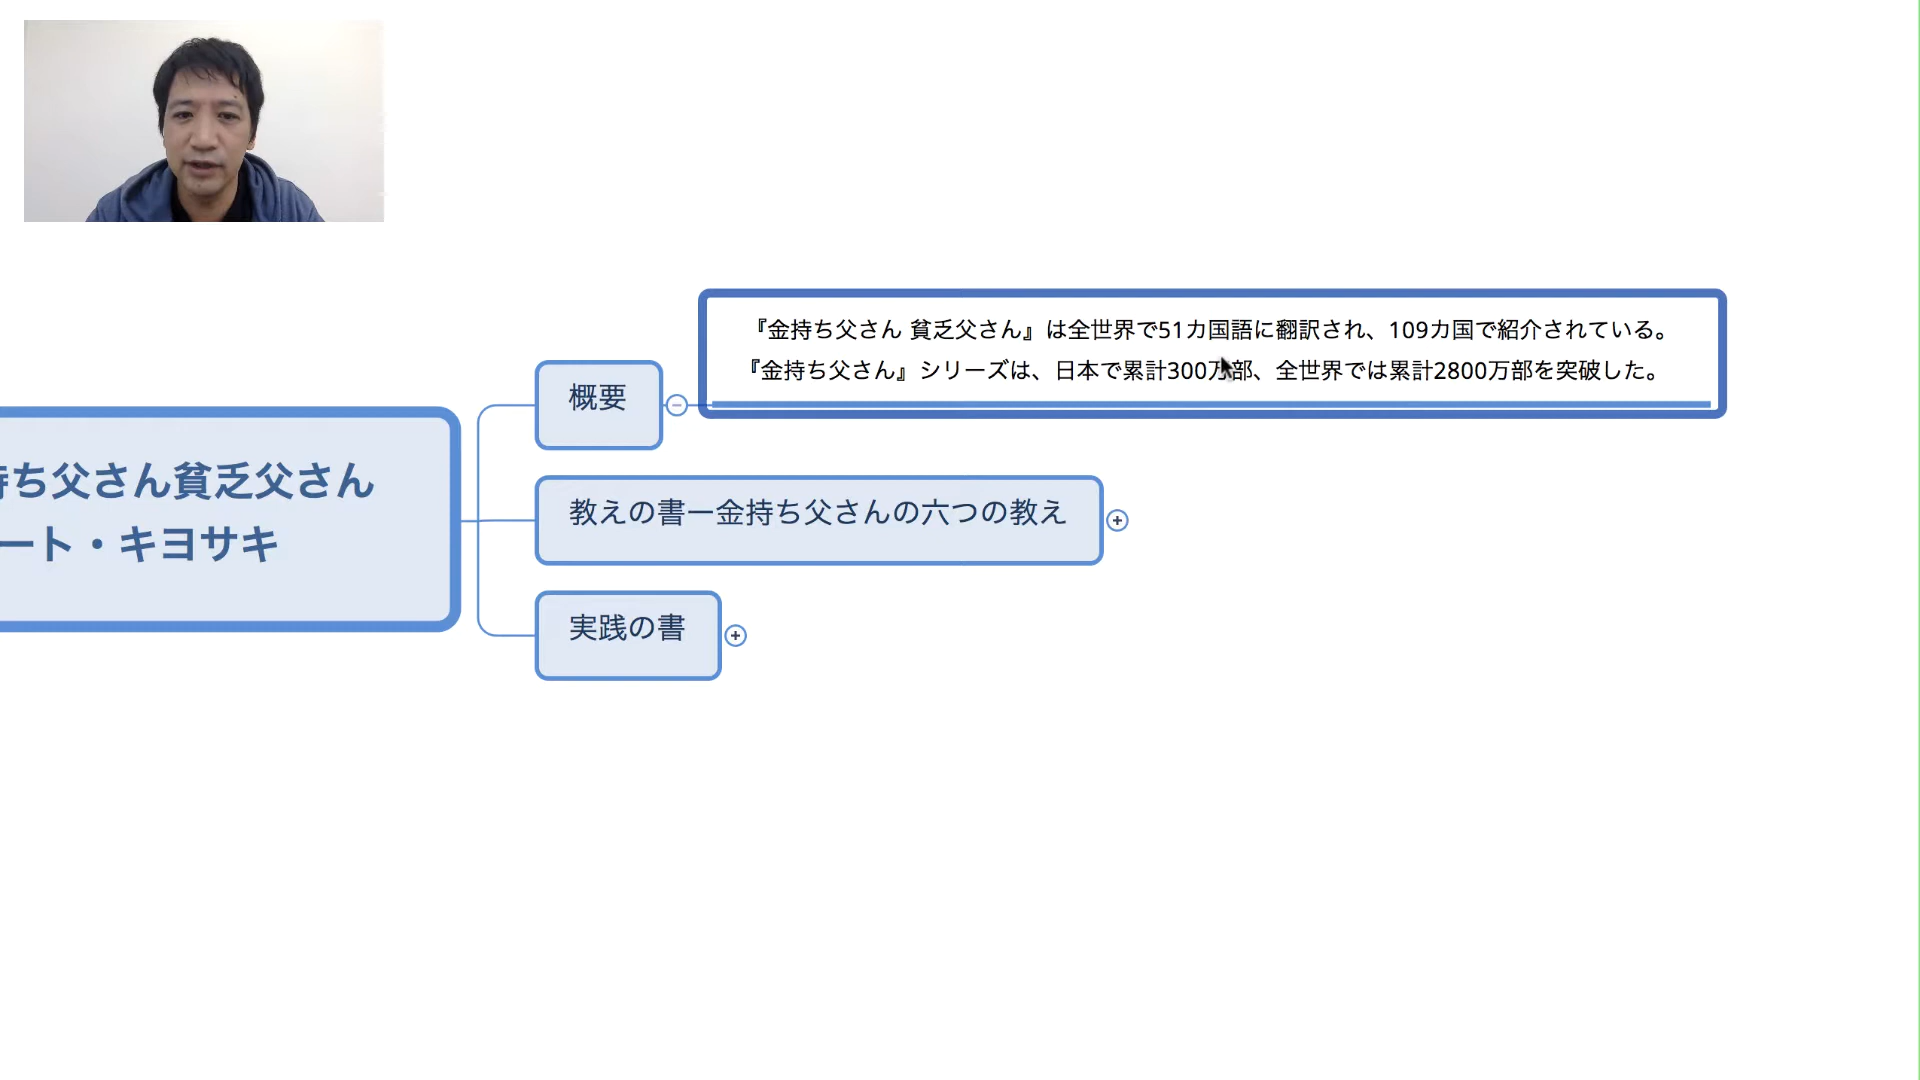 『金持ち父さん 貧乏父さん』は全世界で51カ国語に翻訳され、109カ国で紹介されている。
『金持ち父さん』シリーズは、日本で累計300万部、全世界では累計2800万部を突破した。
概要
持ち父さん貧乏父さん
ート・キヨサキ
教えの書ー金持ち父さんの六つの教え
実践の書